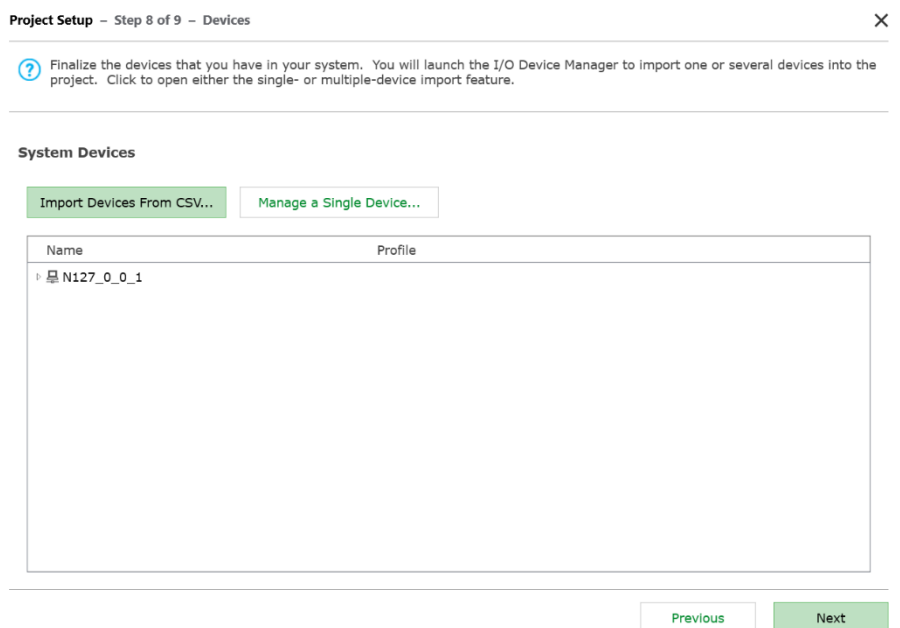 Project Setup – Step 8 of 9 – Devices
Finalize the devices that you have in your system. You will launch the I/O Device Manager to import one or several devices into the
project. Click to open either the single- or multiple-device import feature.
System Devices
Import Devices From CSV...
Manage a Single Device...
Name Profile
N127_0_0_1
Previous
Next